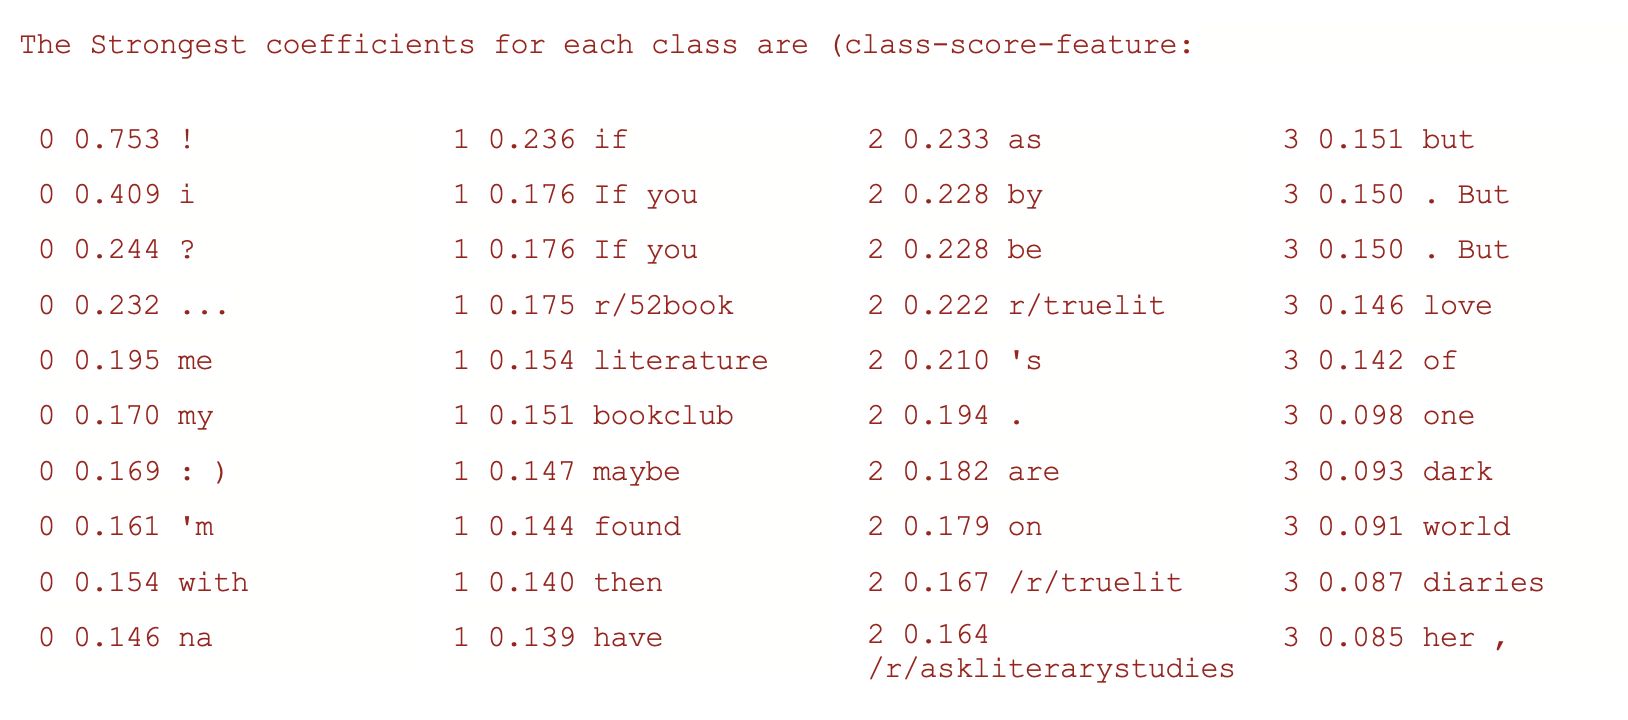 The Strongest coefficients for each class are (class-score-feature:
0 0.753 !
0 0.409 i
0 0.244 ?
0 0.232 ...
0 0.195 me
0 0.170 my
0 0.169 : )
0 0.161 'm
0 0.154 with
0 0.146 na
1 0.236 if
1 0.176 If you
1 0.176 If you
1 0.175 r/52book
1 0.154 literature
1 0.151 bookclub
1 0.147 maybe
1 0.144 found
1 0.140 then
1 0.139 have
2 0.233 as
2 0.228 by
2 0.228 be
2 0.222 r/truelit
2 0.210 's
2 0.194 .
2 0.182 are
2 0.179 on
2 0.167 /r/truelit
2 0.164
/r/askliterarystudies
3 0.151 but
3 0.150 . But
3 0.150 . But
3 0.146 love
3 0.142 of
3 0.098 one
3 0.093 dark
3 0.091 world
3 0.087 diaries
3 0.085 her ,